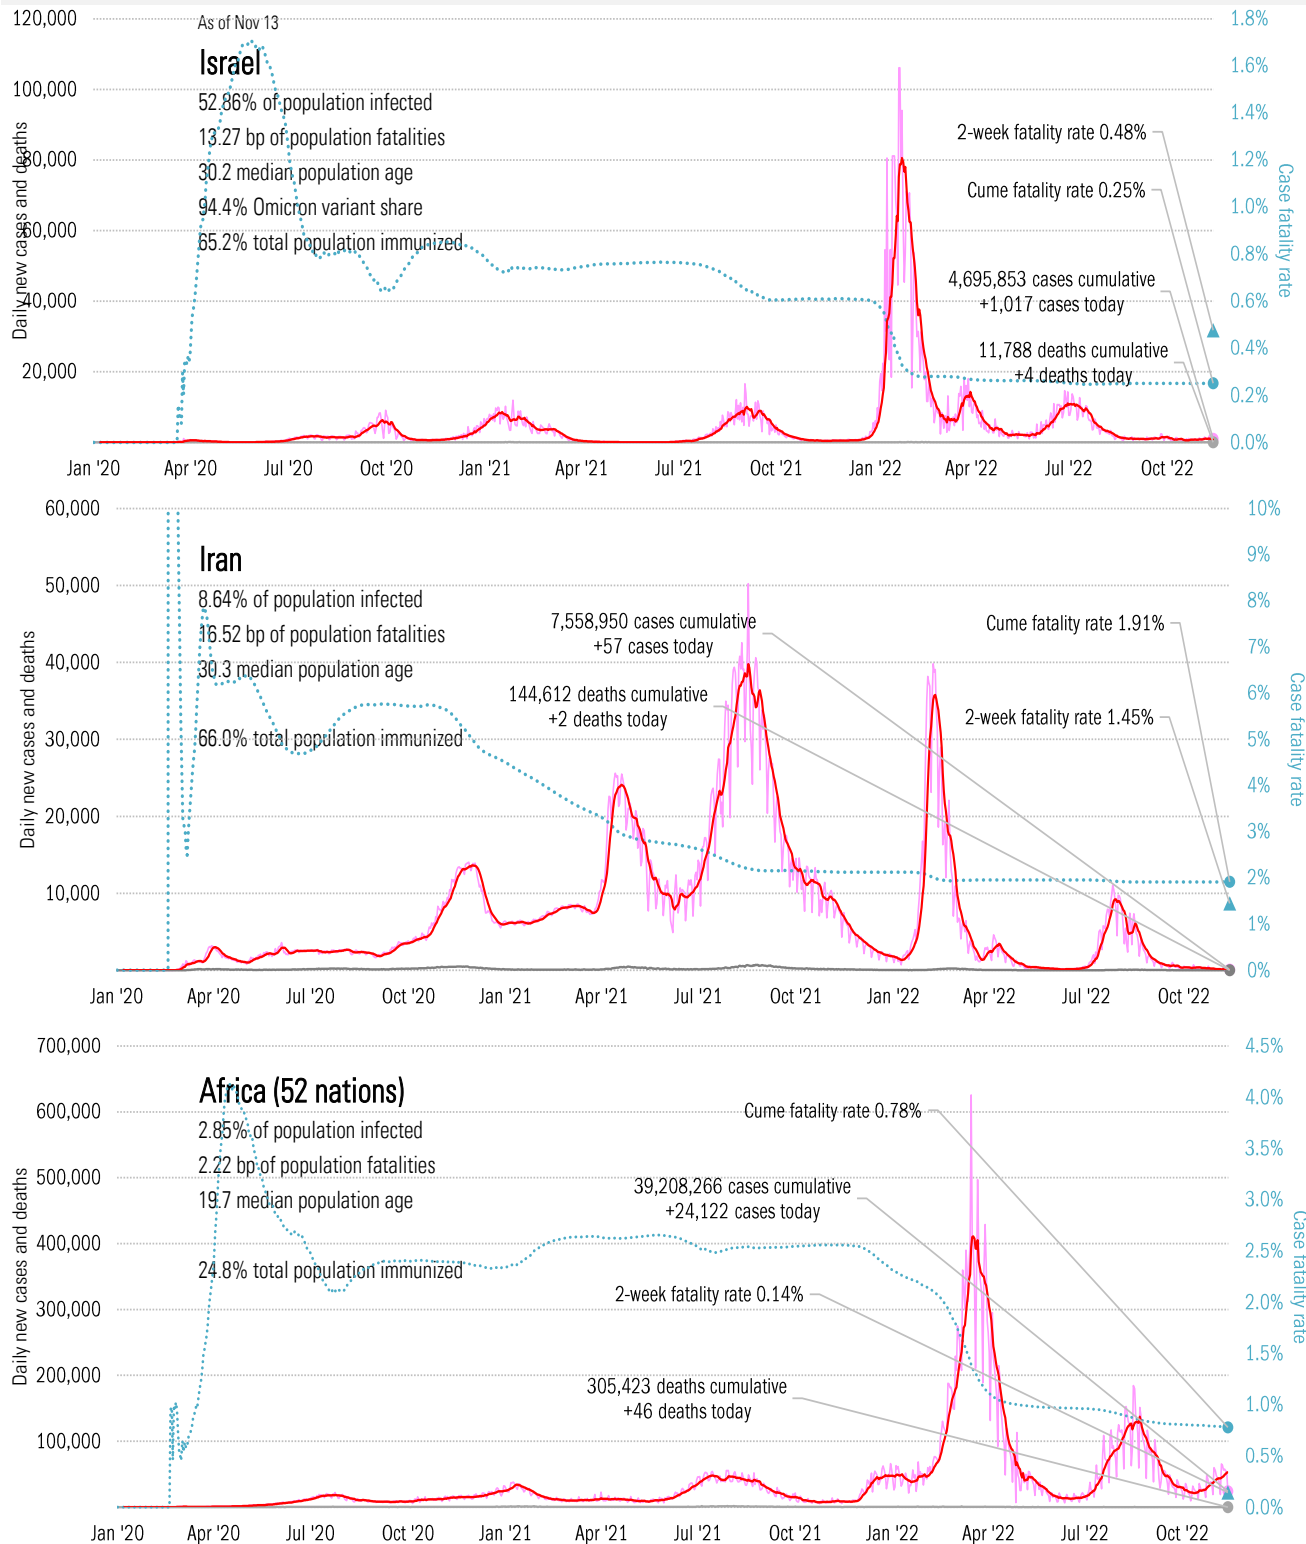 As of Nov 13
Israel
52.86% of population infected
13.27 bp of population fatalities
30.2 median population age
94.4% Omicron variant share
65.2% total population immunized
120,000
100,000
80,000
60,000
40,000
20,000
Daily new cases and deaths
2-week fatality rate 0.48%
Cume fatality rate 0.25%
4,695,853 cases cumulative
+1,017 cases today
11,788 deaths cumulative
+4 deaths today
1.8%
1.6%
1.4%
1.2%
1.0%
0.8%
0.6%
0.4%
0.2%
0.0%
Case fatality rate
Jan '20 Apr '20 Jul '20 Oct '20 Jan '21 Apr '21 Jul '21 Oct '21 Jan '22 Apr '22 Jul '22 Oct '22
Iran
8.64% of population infected
16.52 bp of population fatalities
30.3 median population age
66.0% total population immunized
60,000
50,000
40,000
30,000
20,000
10,000
Daily new cases and deaths
7,558,950 cases cumulative
+57 cases today
144,612 deaths cumulative
+2 deaths today
Cume fatality rate 1.91%
2-week fatality rate 1.45%
10%
9%
8%
7%
6%
5%
4%
3%
2%
1%
0%
Case fatality rate
Jan '20 Apr '20 Jul '20 Oct '20 Jan '21 Apr '21 Jul '21 Oct '21 Jan '22 Apr '22 Jul '22 Oct '22
Africa (52 nations)
2.85% of population infected
2.22 bp of population fatalities
19.7 median population age
24.8% total population immunized
700,000
600,000
500,000
400,000
300,000
200,000
100,000
Daily new cases and deaths
Cume fatality rate 0.78%
39,208,266 cases cumulative
+24,122 cases today
2-week fatality rate 0.14%
305,423 deaths cumulative
+46 deaths today
4.5%
4.0%
3.5%
3.0%
2.5%
2.0%
1.5%
1.0%
0.5%
0.0%
Case fatality rate
Jan '20 Apr '20 Jul '20 Oct '20 Jan '21 Apr '21 Jul '21 Oct '21 Jan '22 Apr '22 Jul '22 Oct '22